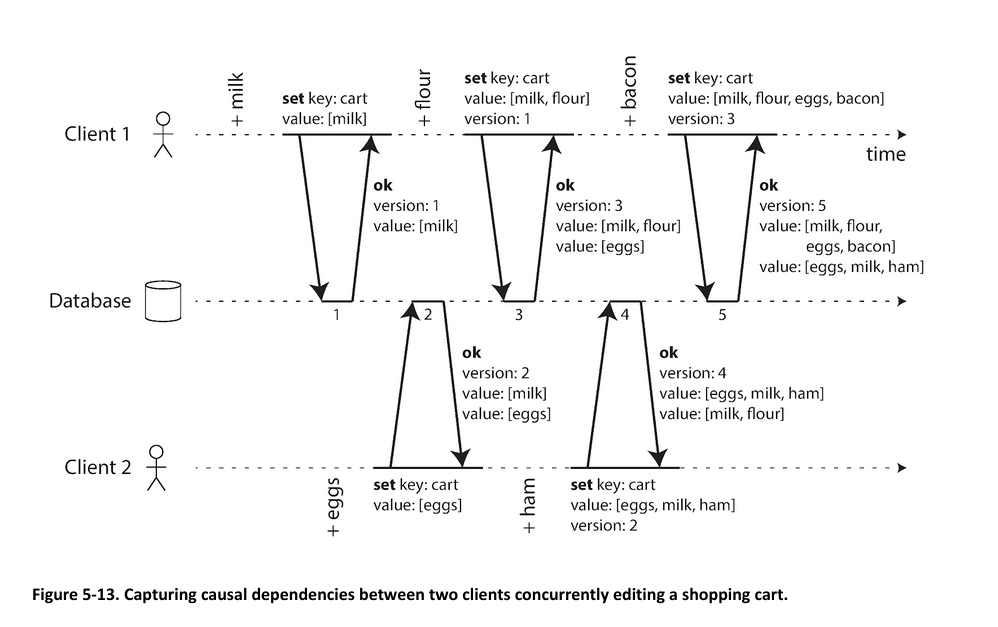 + milk
set key: cart
value: [milk]
+ flour
set key: cart
value: [milk, flour]
version: 1
+ bacon
set key: cart
value: [milk, flour, eggs, bacon]
version: 3
Client 1
time
ok
version: 1
value: [milk]
ok
version: 3
value: [milk, flour]
value: [eggs]
ok
version: 5
value: [milk, flour,
eggs, bacon]
value: [eggs, milk, ham]
Database
1
2
3
4
5
ok
version: 2
value: [milk]
value: [eggs]
ok
version: 4
value: [eggs, milk, ham]
value: [milk, flour]
Client 2
+ eggs
set key: cart
value: [eggs]
+ ham
set key: cart
value: [eggs, milk, ham]
version: 2
Figure 5-13. Capturing causal dependencies between two clients concurrently editing a shopping cart.